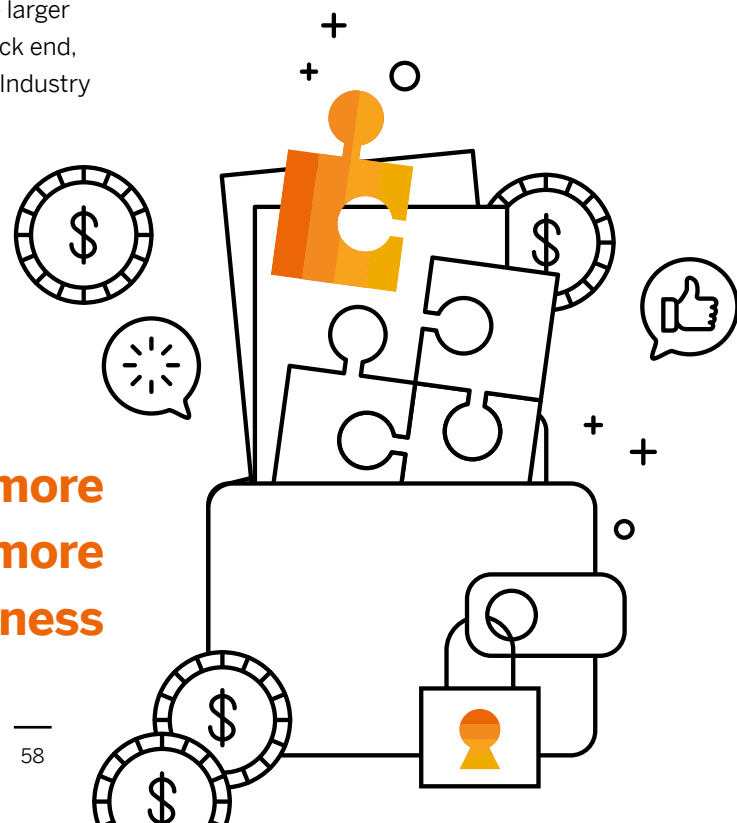 larger
ck end,
Industry
$
$
more
more
ness
$
58
$